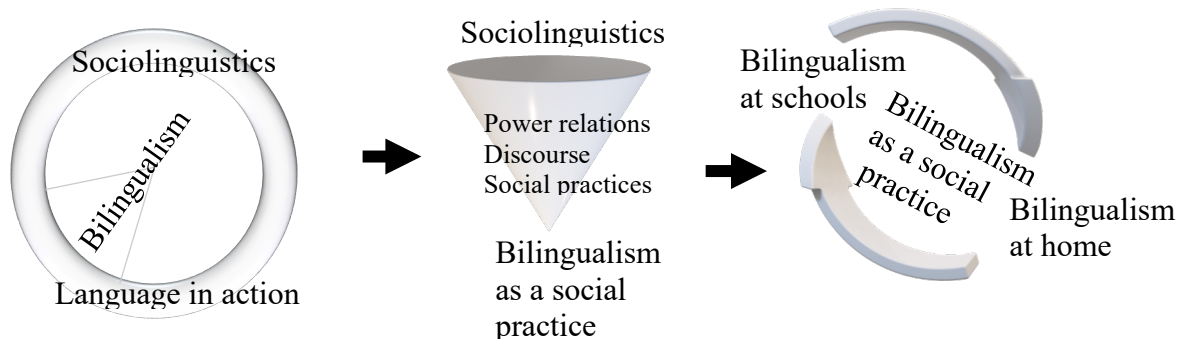 Sociolinguistics
Bilingualism
Language in action
Sociolinguistics
Power relations
Discourse
Social practices
Bilingualism
as a social
practice
Bilingualism
at schools
Bilingualism
as a social
practice
Bilingualism
at home